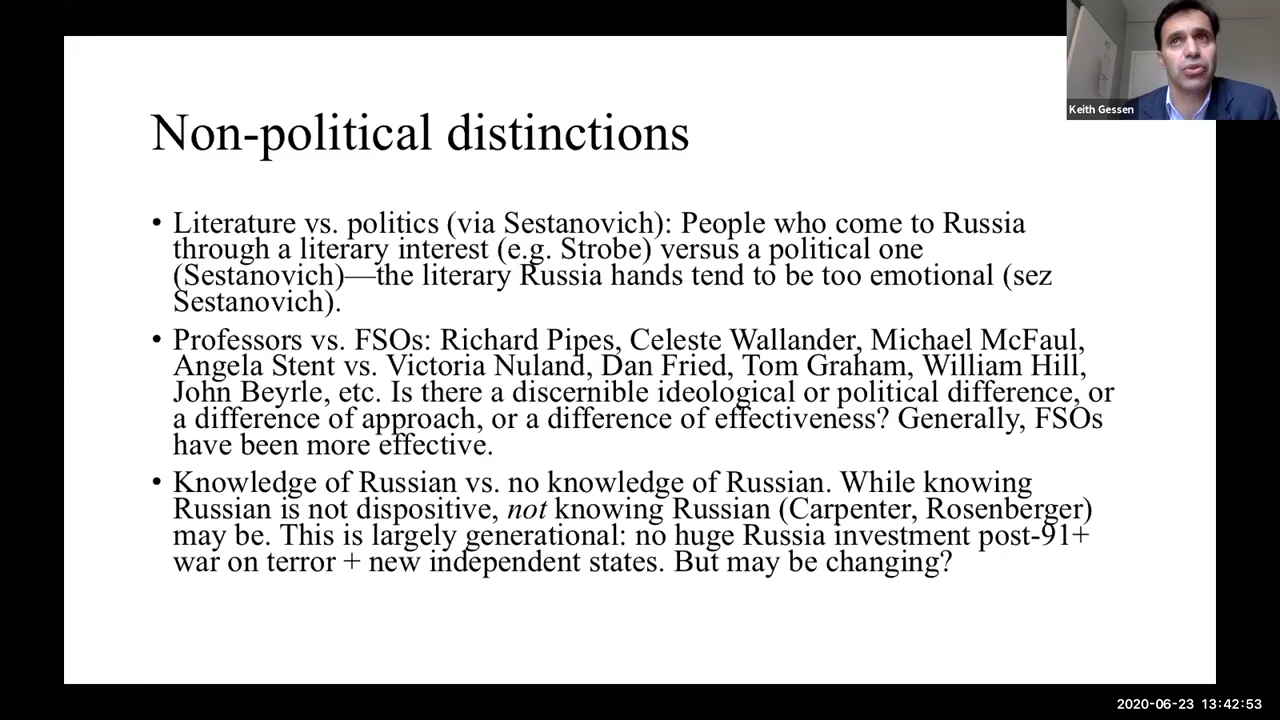 Keith Gessen
Non-political distinctions
• Literature vs. politics (via Sestanovich): People who come to Russia
through a literary interest (e.g. Strobe) versus a political one
(Sestanovich)—the literary Russia hands tend to be too emotional (sez
Sestanovich).
• Professors vs. FSOs: Richard Pipes, Celeste Wallander, Michael McFaul,
Angela Stent vs. Victoria Nuland, Dan Fried, Tom Graham, William Hill,
John Beyrle, etc. Is there a discernible ideological or political difference, or
a difference of approach, or a difference of effectiveness? Generally, FSOs
have been more effective.
• Knowledge of Russian vs. no knowledge of Russian. While knowing
Russian is not dispositive, not knowing Russian (Carpenter, Rosenberger)
may be. This is largely generational: no huge Russia investment post-91+
war on terror + new independent states. But may be changing?
2020-06-23 13:42:53